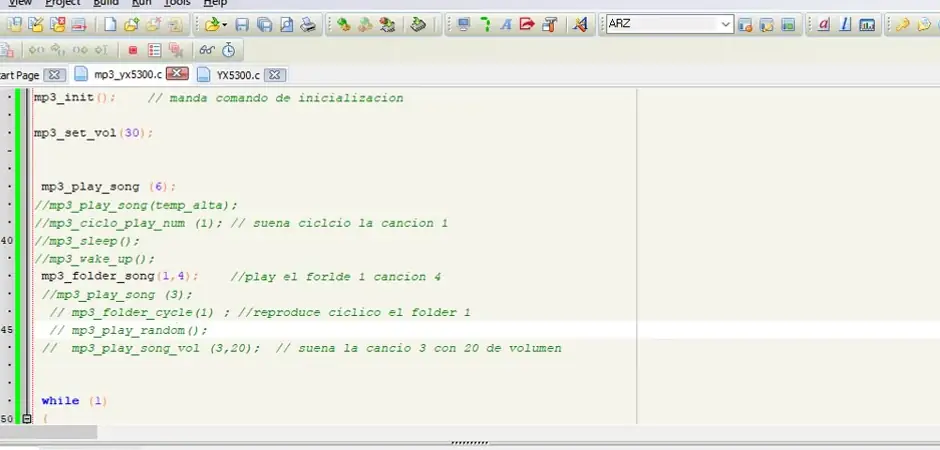 View Project Build Run Tools Help
ARZ
Start Page mp3_yx5300.c YX5300.c
mp3_init(); // manda comando de inicializacion
mp3_set_vol(30);
mp3_play_song (6);
//mp3_play_song(temp_alta);
//mp3_ciclo_play_num (1); // suena ciclcio la cancion 1
40 //mp3_sleep();
//mp3_wake_up();
mp3_folder_song(1,4); //play el forlde 1 cancion 4
//mp3_play_song (3);
// mp3_folder_cycle(1) ; //reproduce ciclico el folder 1
45 // mp3_play_random();
// mp3_play_song_vol (3,20); // suena la cancio 3 con 20 de volumen
while (1)
50 {